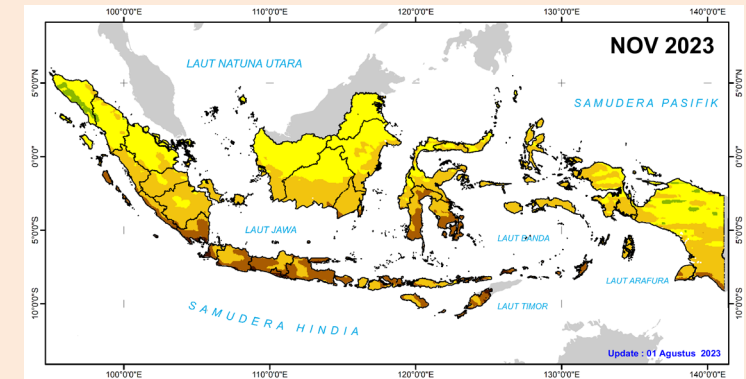 100°0'0"E 110°0'0"E 120°0'0"E 130°0'0"E 140°0'0"E
NOV 2023
LAUT NATUNA UTARA
5°0'0"N 5°0'0"N
SAMUDERA PASIFIK
0°0'0" 0°0'0"
LAUT JAWA
LAUT BANDA
5°0'0"S 5°0'0"S
LAUT ARAFURA
SAMUDERA HINDIA
LAUT TIMOR
10°0'0"S 10°0'0"S
Update : 01 Agustus 2023
100°0'0"E 110°0'0"E 120°0'0"E 130°0'0"E 140°0'0"E